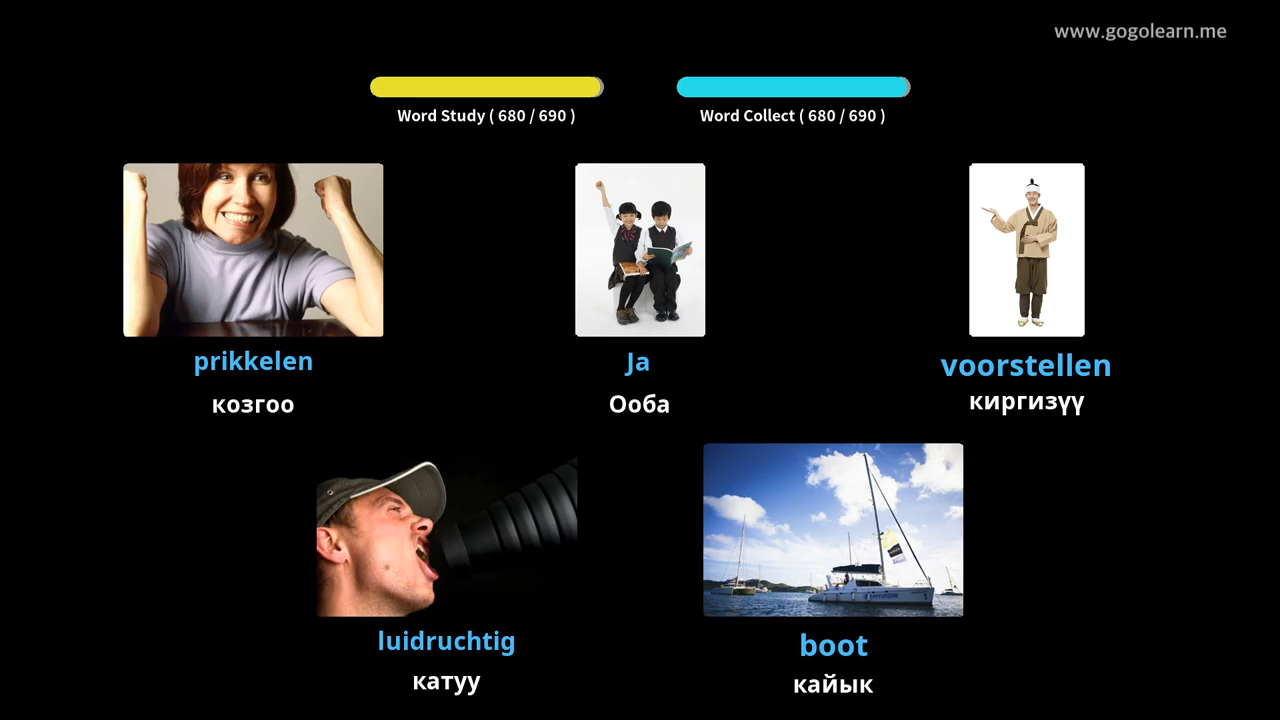 www.gogolearn.me
Word Study ( 680 / 690 )
Word Collect ( 680 / 690 )
prikkelen
козгоо
Ja
Ооба
voorstellen
киргизүү
luidruchtig
катуу
boot
кайык